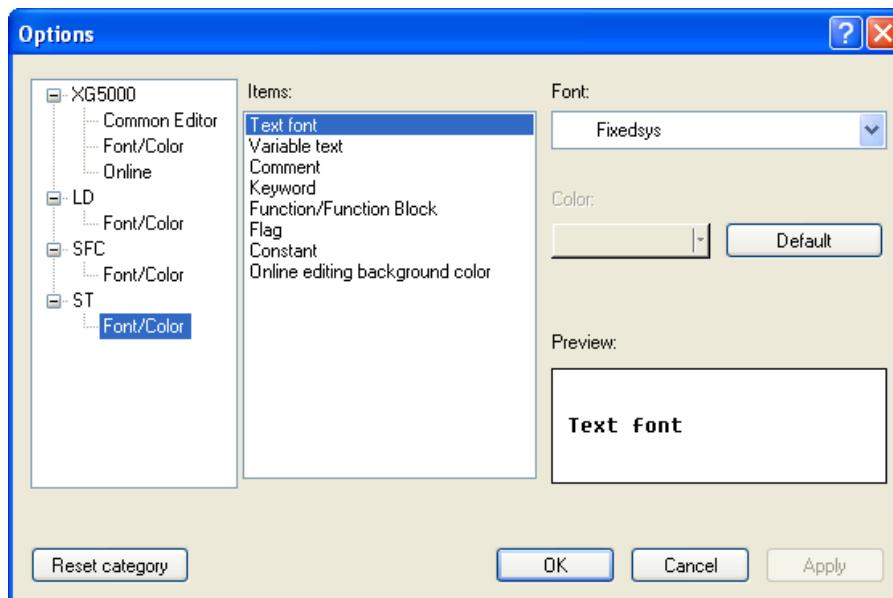 Options
XG5000
Common Editor
Font/Color
Online
LD
Font/Color
SFC
Font/Color
ST
Font/Color
Items:
Text font
Variable text
Comment
Keyword
Function/Function Block
Flag
Constant
Online editing background color
Font:
Fixedsys
Color:
Default
Preview:
Text font
Reset category
OK
Cancel
Apply